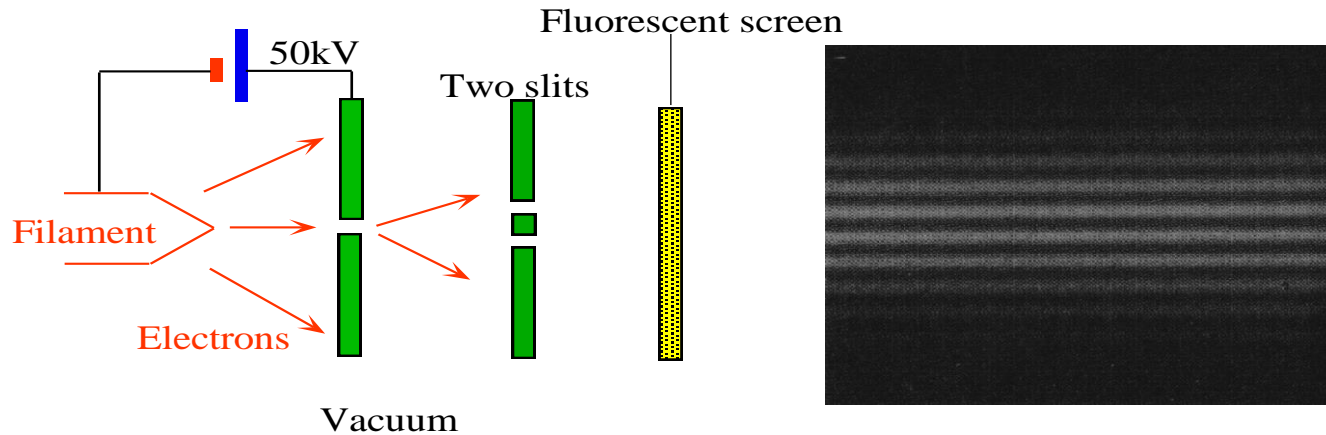 Fluorescent screen
50kV
Two slits
Filament
Electrons
Vacuum